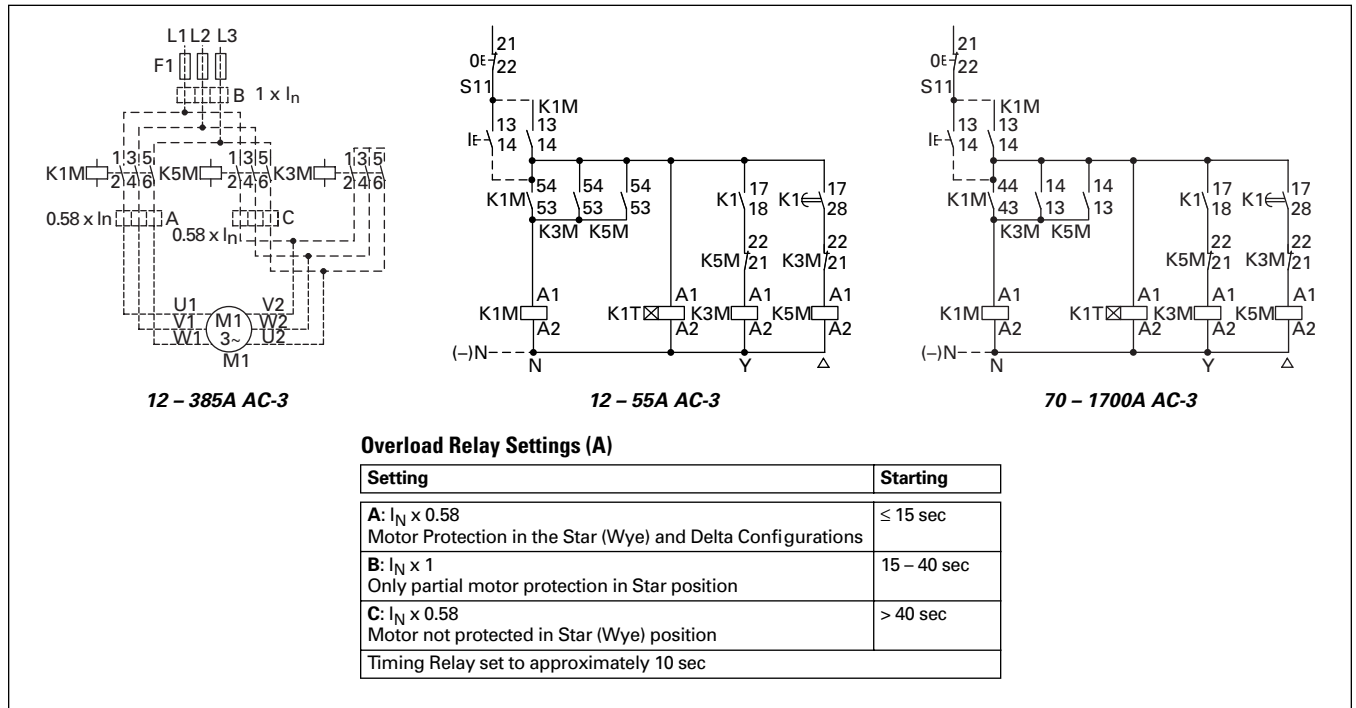 L1 L2 L3
F1
B 1 x In
1 3 5
1 3 5
1 3 5
K1M
K5M
K3M
2 4 6
2 4 6
2 4 6
0.58 x In
A
C
0.58 x In
U1
V2
V1
M1
W2
W1
3~
U2
M1
12 – 385A AC-3
21
0E
22
S11
K1M
13
13
IE
14
14
54
54
54
17
17
K1M
K1
K1
53
53
53
18
28
K3M K5M
22
22
K5M
K3M
21
21
A1
A1
A1
A1
K1M
K1T
K3M
K5M
A2
A2
A2
A2
(–)N
N
Y
△
12 – 55A AC-3
21
0E
22
S11
K1M
13
13
IE
14
14
44
14
14
17
17
K1M
K1
K1
43
13
13
18
28
K3M K5M
22
22
K5M
K3M
21
21
A1
A1
A1
A1
K1M
K1T
K3M
K5M
A2
A2
A2
A2
(–)N
N
Y
△
70 – 1700A AC-3
Overload Relay Settings (A)
Setting Starting
A: IN x 0.58 ≤ 15 sec
Motor Protection in the Star (Wye) and Delta Configurations
B: IN x 1 15 – 40 sec
Only partial motor protection in Star position
C: IN x 0.58 > 40 sec
Motor not protected in Star (Wye) position
Timing Relay set to approximately 10 sec